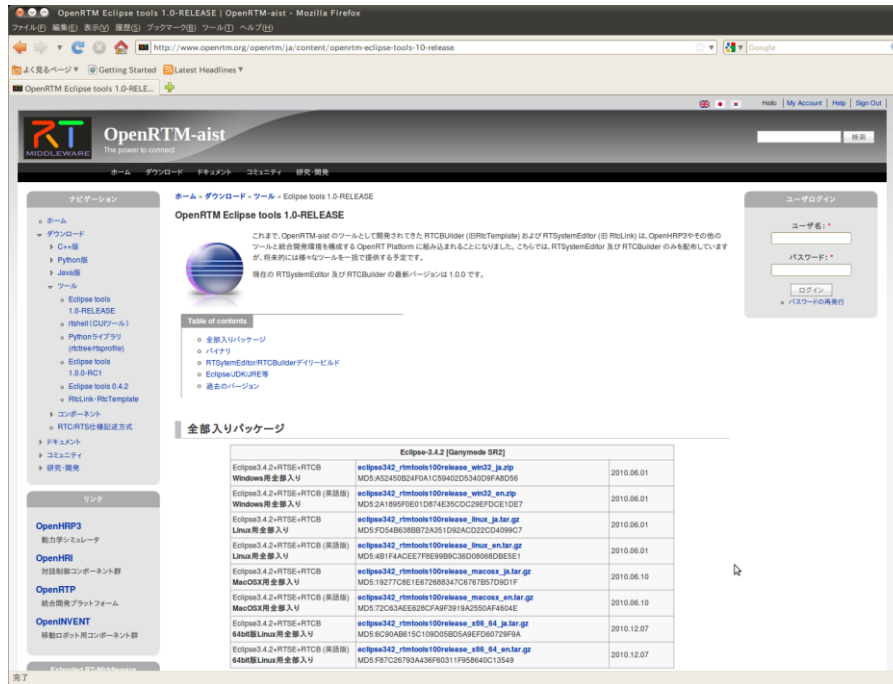 OpenRTM Eclipse tools 1.0-RELEASE | OpenRTM-aist - Mozilla Firefox
ファイル(F) 編集(E) 表示(V) 履歴(S) ブックマーク(B) ツール(T) ヘルプ(H)
http://www.openrtm.org/openrtm/ja/content/openrtm-eclipse-tools-10-release
Google
よく見るページ Getting Started Latest Headlines
OpenRTM Eclipse tools 1.0-RELE...
Hello | My Account | Help | Sign Out
RT
MIDDLEWARE
OpenRTM-aist
The power to connect
検索
ホーム ダウンロード ドキュメント コミュニティ 研究・開発
ナビゲーション
ホーム
ダウンロード
C++版
Python版
Java版
ツール
Eclipse tools
1.0-RELEASE
rtshell (CUIツール)
Pythonライブラリ
(rtctree/rtsprofile)
Eclipse tools
1.0.0-RC1
Eclipse tools 0.4.2
RtcLink・RtcTemplate
コンポーネント
RTC/RTS仕様記述方式
ドキュメント
コミュニティ
研究・開発
リンク
OpenHRP3
動力学シミュレータ
OpenHRI
対話制御コンポーネント群
OpenRTP
統合開発プラットフォーム
OpenINVENT
移動ロボット用コンポーネント群
Extended RT-Middleware
ホーム » ダウンロード » ツール » Eclipse tools 1.0-RELEASE
OpenRTM Eclipse tools 1.0-RELEASE
これまで、OpenRTM-aist のツールとして開発されてきた RTCBUilder (旧RtcTemplate) および RTSystemEditor (旧 RtcLink) は、OpenHRP3やその他の
ツールと統合開発環境を構成する OpenRT Platform に組み込まれることになりました。こちらでは、RTSystemEditor 及び RTCBuilder のみを配布しています
が、将来的には様々なツールを一括で提供する予定です。
現在の RTSystemEditor 及び RTCBuilder の最新バージョンは 1.0.0 です。
Table of contents
全部入りパッケージ
バイナリ
RTSytemEditor/RTCBuilderデイリービルド
Eclipse/JDK/JRE等
過去のバージョン
全部入りパッケージ
Eclipse-3.4.2 [Ganymede SR2]
Eclipse3.4.2+RTSE+RTCB eclipse342_rtmtools100release_win32_ja.zip 2010.06.01
Windows用全部入り MD5:A52450B24F0A1C59402D5340D9FA8D56
Eclipse3.4.2+RTSE+RTCB (英語版) eclipse342_rtmtools100release_win32_en.zip 2010.06.01
Windows用全部入り MD5:2A1895F0E01D874E35CDC29EFDCE1DE7
Eclipse3.4.2+RTSE+RTCB eclipse342_rtmtools100release_linux_ja.tar.gz 2010.06.01
Linux用全部入り MD5:FD54B638BB72A351D92ACD22CD4099C7
Eclipse3.4.2+RTSE+RTCB (英語版) eclipse342_rtmtools100release_linux_en.tar.gz 2010.06.01
Linux用全部入り MD5:4B1F4ACEE7F8E99B9C36D08068DBE5E1
Eclipse3.4.2+RTSE+RTCB eclipse342_rtmtools100release_macosx_ja.tar.gz 2010.06.10
MacOSX用全部入り MD5:19277C8E1E672688347C6767B57D9D1F
Eclipse3.4.2+RTSE+RTCB (英語版) eclipse342_rtmtools100release_macosx_en.tar.gz 2010.06.10
MacOSX用全部入り MD5:72C63AEE628CFA9F3919A2550AF4604E
Eclipse3.4.2+RTSE+RTCB eclipse342_rtmtools100release_x86_64_ja.tar.gz 2010.12.07
64bit版Linux用全部入り MD5:6C90AB615C109D05BD5A9EFD60729F9A
Eclipse3.4.2+RTSE+RTCB (英語版) eclipse342_rtmtools100release_x86_64_en.tar.gz 2010.12.07
64bit版Linux用全部入り MD5:F87C26793A436F60311F958640C13549
ユーザログイン
ユーザ名: *
パスワード: *
ログイン
パスワードの再発行
完了